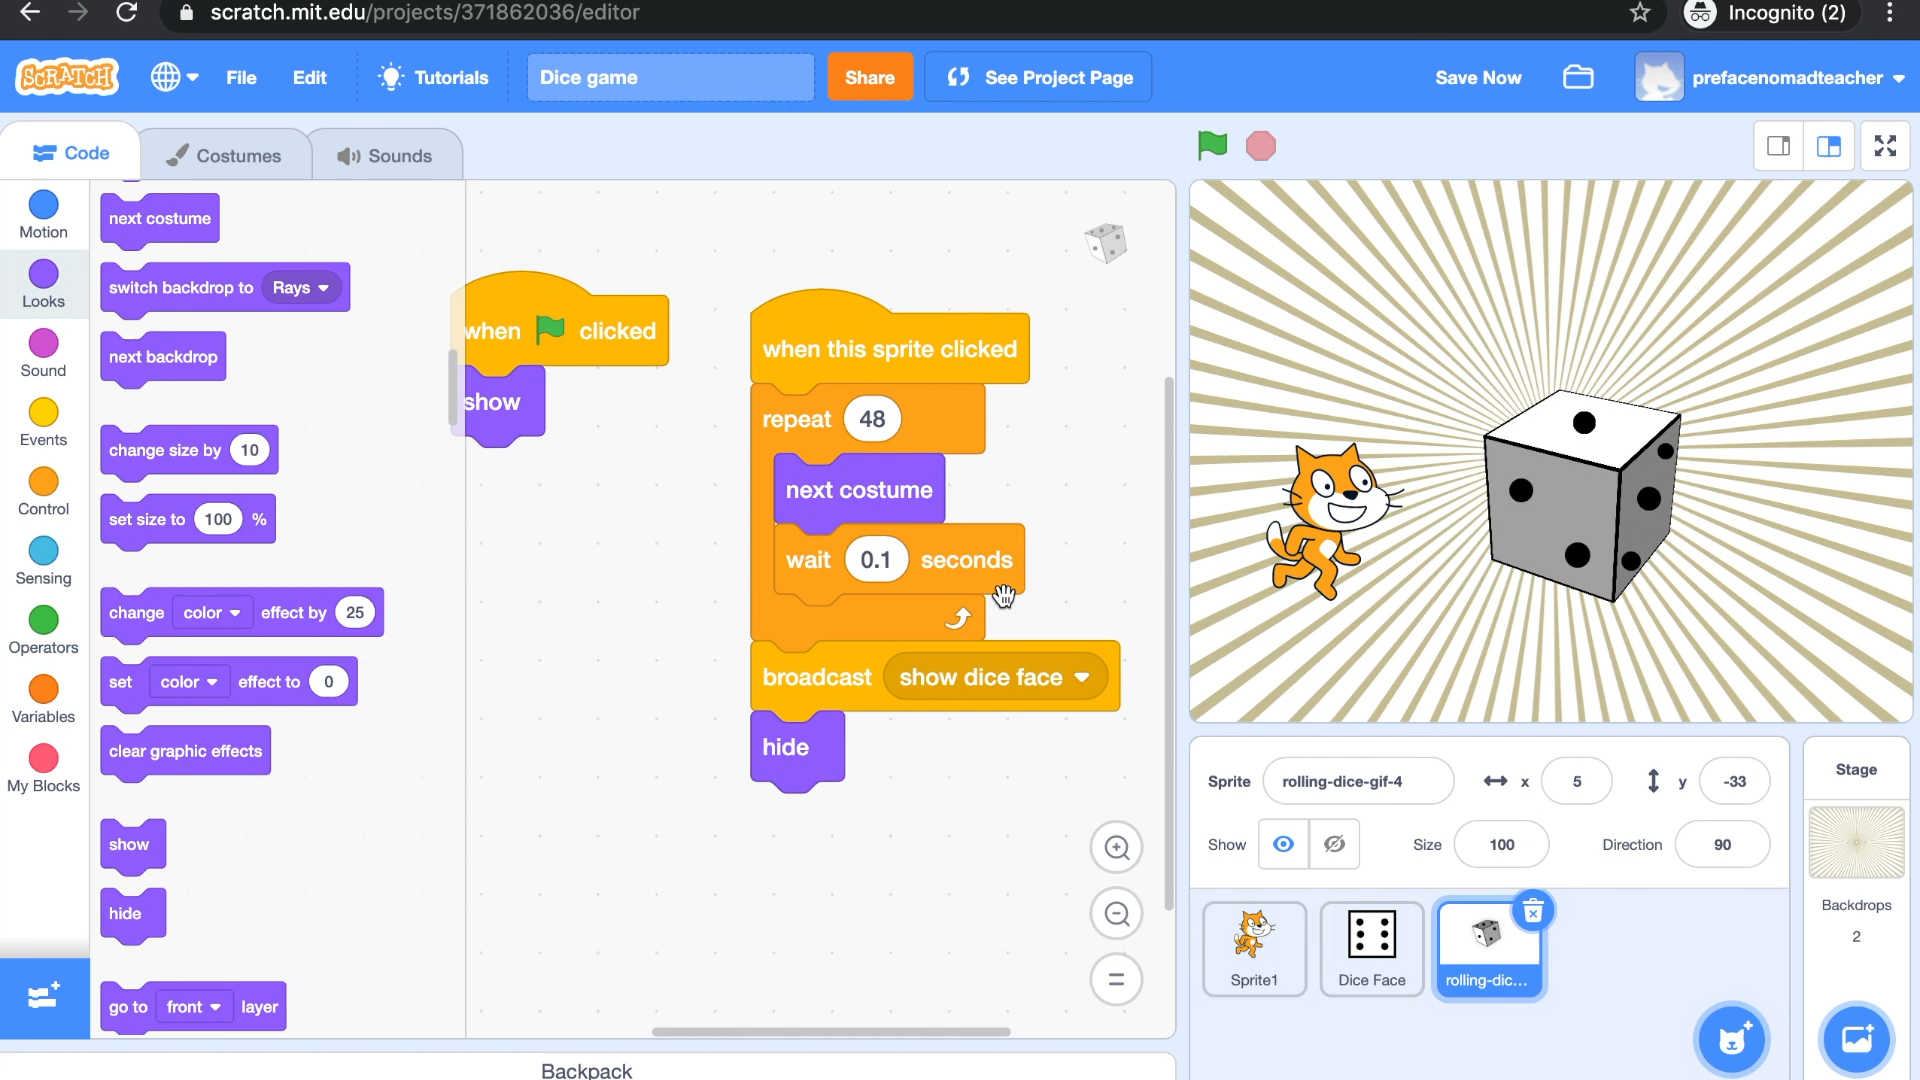 scratch.mit.edu/projects/371862036/editor
Incognito (2)
SCRATCH
File
Edit
Tutorials
Dice game
Share
See Project Page
Save Now
prefacenomadteacher
Code
Costumes
Sounds
Motion
Looks
Sound
Events
Control
Sensing
Operators
Variables
My Blocks
next costume
switch backdrop to Rays
next backdrop
change size by 10
set size to 100 %
change color effect by 25
set color effect to 0
clear graphic effects
show
hide
go to front layer
when clicked
show
when this sprite clicked
repeat 48
next costume
wait 0.1 seconds
broadcast show dice face
hide
Backpack
Sprite rolling-dice-gif-4 x 5 y -33
Show Size 100 Direction 90
Sprite1
Dice Face
rolling-dic...
Stage
Backdrops
2